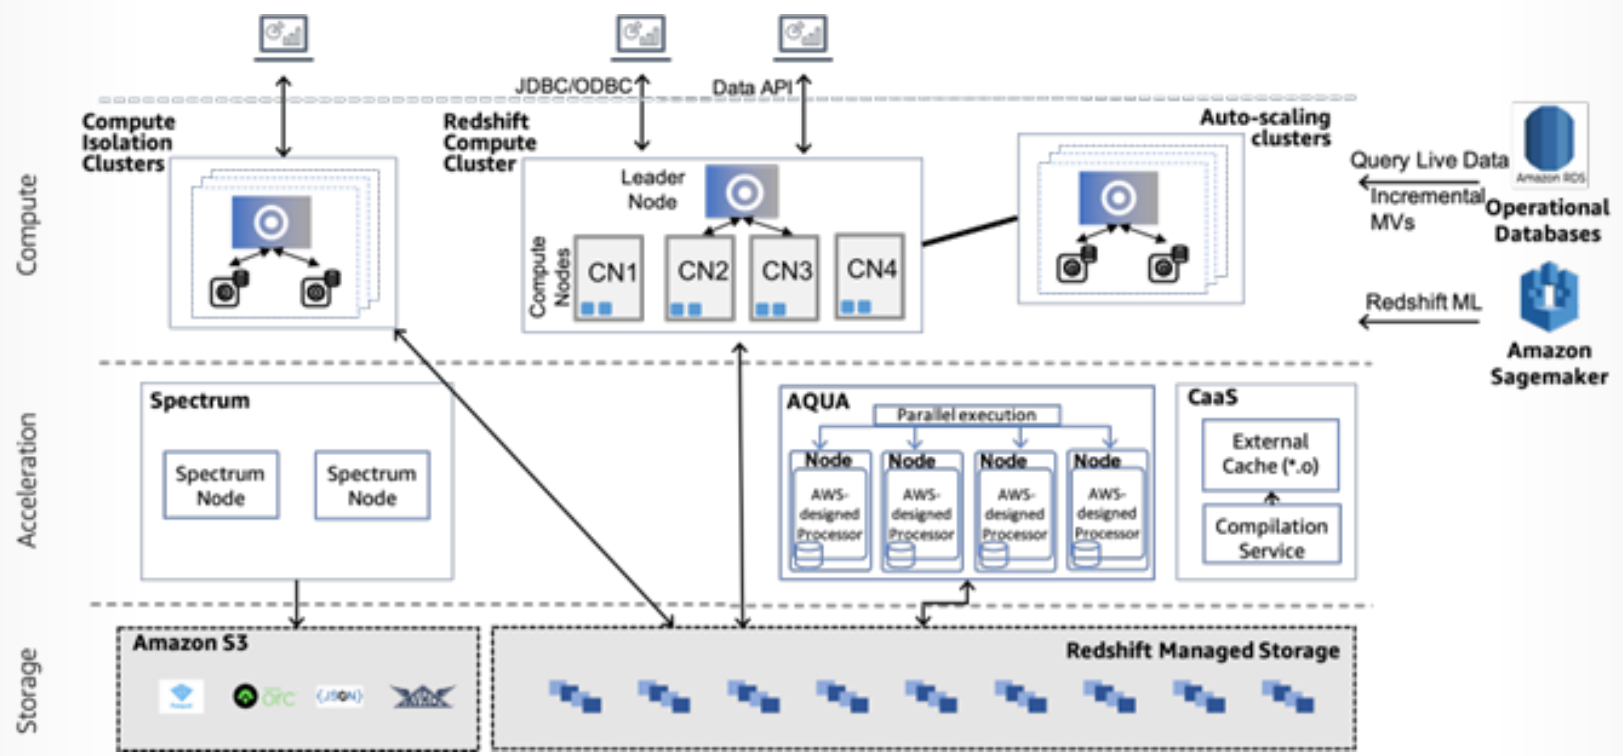 JDBC/ODBC
Data API
Compute
Isolation
Clusters
Redshift
Compute
Cluster
Auto-scaling
clusters
Compute
Leader
Node
Compute
Nodes
CN1
CN2
CN3
CN4
Query Live Data
Incremental
MVs
Amazon RDS
Operational
Databases
Redshift ML
Amazon
Sagemaker
Acceleration
Spectrum
Spectrum
Node
Spectrum
Node
AQUA
Parallel execution
Node
AWS-
designed
Processor
Node
AWS-
designed
Processor
Node
AWS-
designed
Processor
Node
AWS-
designed
Processor
CaaS
External
Cache (*.o)
Compilation
Service
Storage
Amazon S3
orc
{JSON}
Redshift Managed Storage